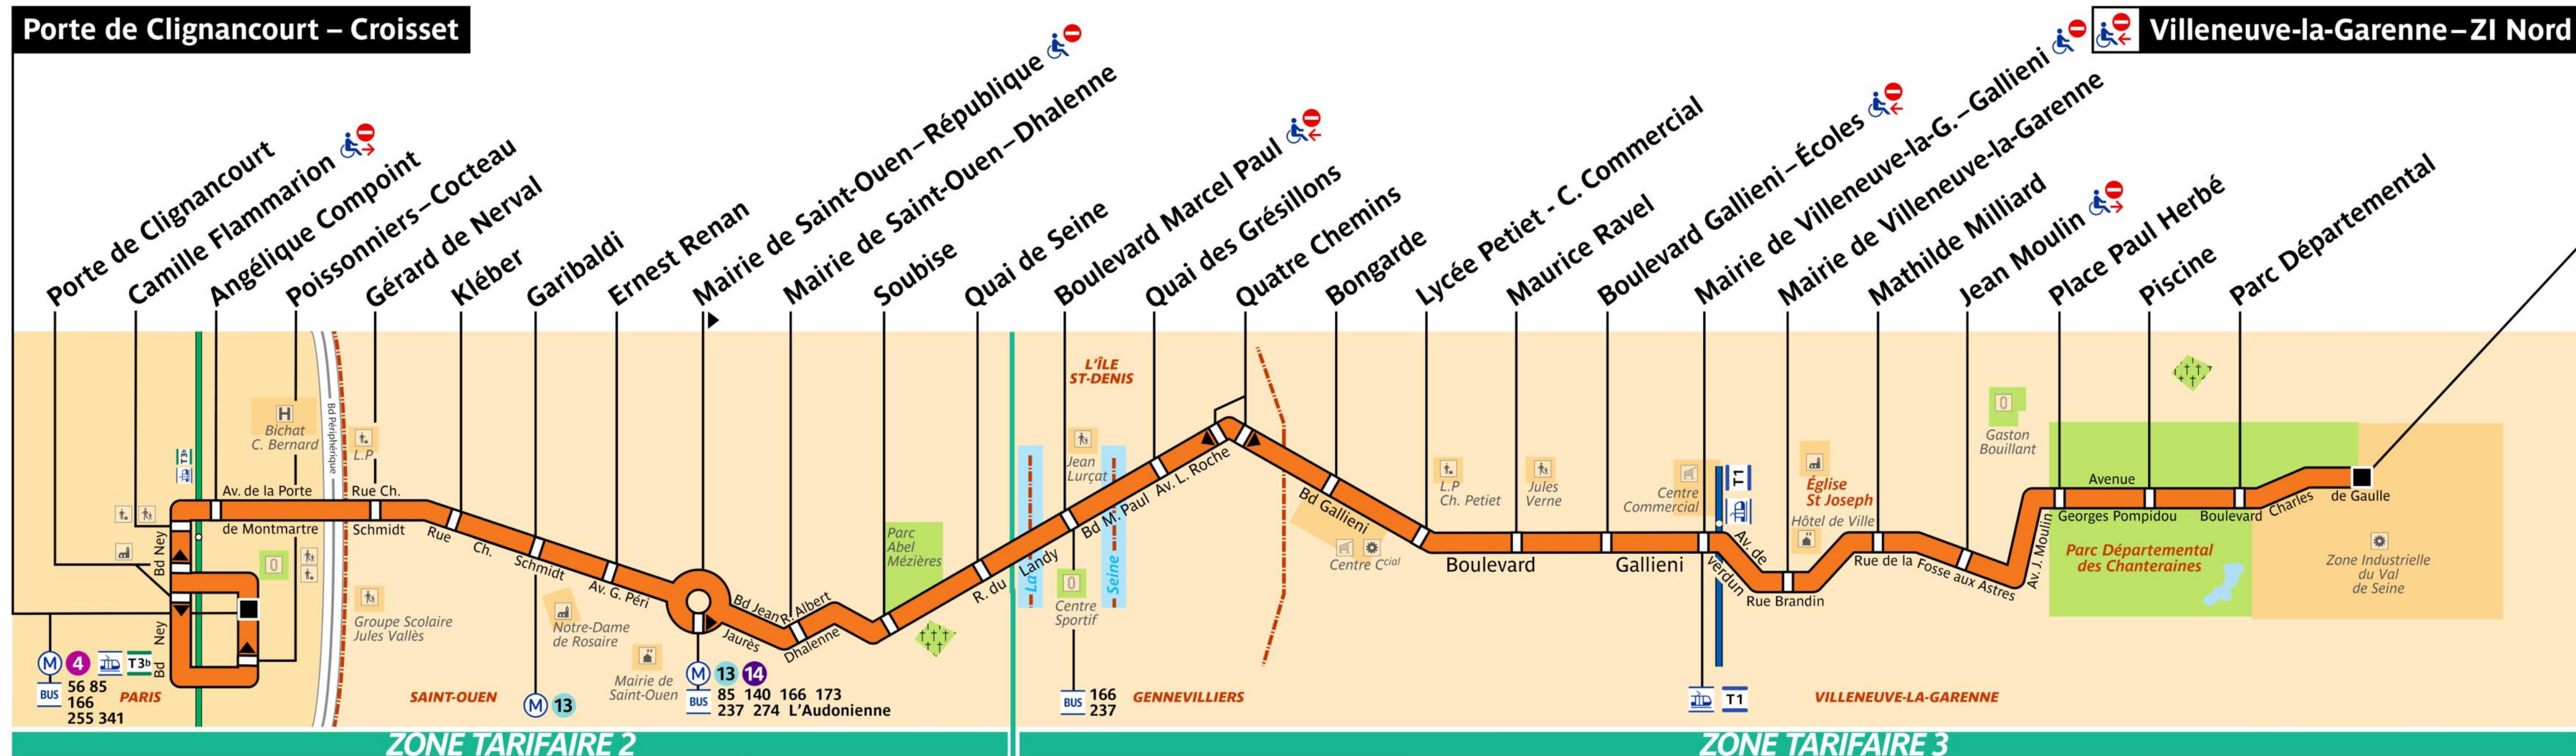 Porte de Clignancourt – Croisset
Villeneuve-la-Garenne–ZI Nord
Porte de Clignancourt
Camille Flammarion
Angélique Compoint
Poissonniers–Cocteau
Gérard de Nerval
Kléber
Garibaldi
Ernest Renan
Mairie de Saint-Ouen–République
Mairie de Saint-Ouen–Dhalenne
Soubise
Quai de Seine
Boulevard Marcel Paul
Quai des Grésillons
Quatre Chemins
Bongarde
Lycée Petiet - C. Commercial
Maurice Ravel
Boulevard Gallieni–Écoles
Mairie de Villeneuve-la-G.–Gallieni
Mairie de Villeneuve-la-Garenne
Mathilde Milliard
Jean Moulin
Place Paul Herbé
Piscine
Parc Départemental
T3b
H
Bichat
C. Bernard
Bd Périphérique
L.P
Av. de la Porte
de Montmartre
Rue Ch.
Schmidt
Bd Ney
Bd Ney
Rue Ch.
Schmidt
Av. G. Péri
Bd Jean
Jaurès
R. Albert
Dhalenne
Groupe Scolaire
Jules Vallès
Notre-Dame
de Rosaire
Mairie de
Saint-Ouen
Parc
Abel
Mézières
R. du Landy
La Seine
L'ÎLE
ST-DENIS
Jean
Lurçat
Bd M. Paul
Av. L. Roche
Centre
Sportif
Bd Gallieni
Centre Ccial
L.P
Ch. Petiet
Jules
Verne
Centre
Commercial
T1
Boulevard Gallieni
Av. de
Verdun
Église
St Joseph
Hôtel de Ville
Rue Brandin
Rue de la Fosse aux Astres
Av. J. Moulin
Gaston
Bouillant
Avenue
Georges Pompidou
Boulevard Charles de Gaulle
Parc Départemental
des Chanteraines
Zone Industrielle
du Val
de Seine
M 4 T3b
BUS 56 85
166
255 341
PARIS
SAINT-OUEN
M 13
M 13 14
BUS 85 140 166 173
237 274 L'Audonienne
BUS 166
237
GENNEVILLIERS
T1
VILLENEUVE-LA-GARENNE
ZONE TARIFAIRE 2
ZONE TARIFAIRE 3